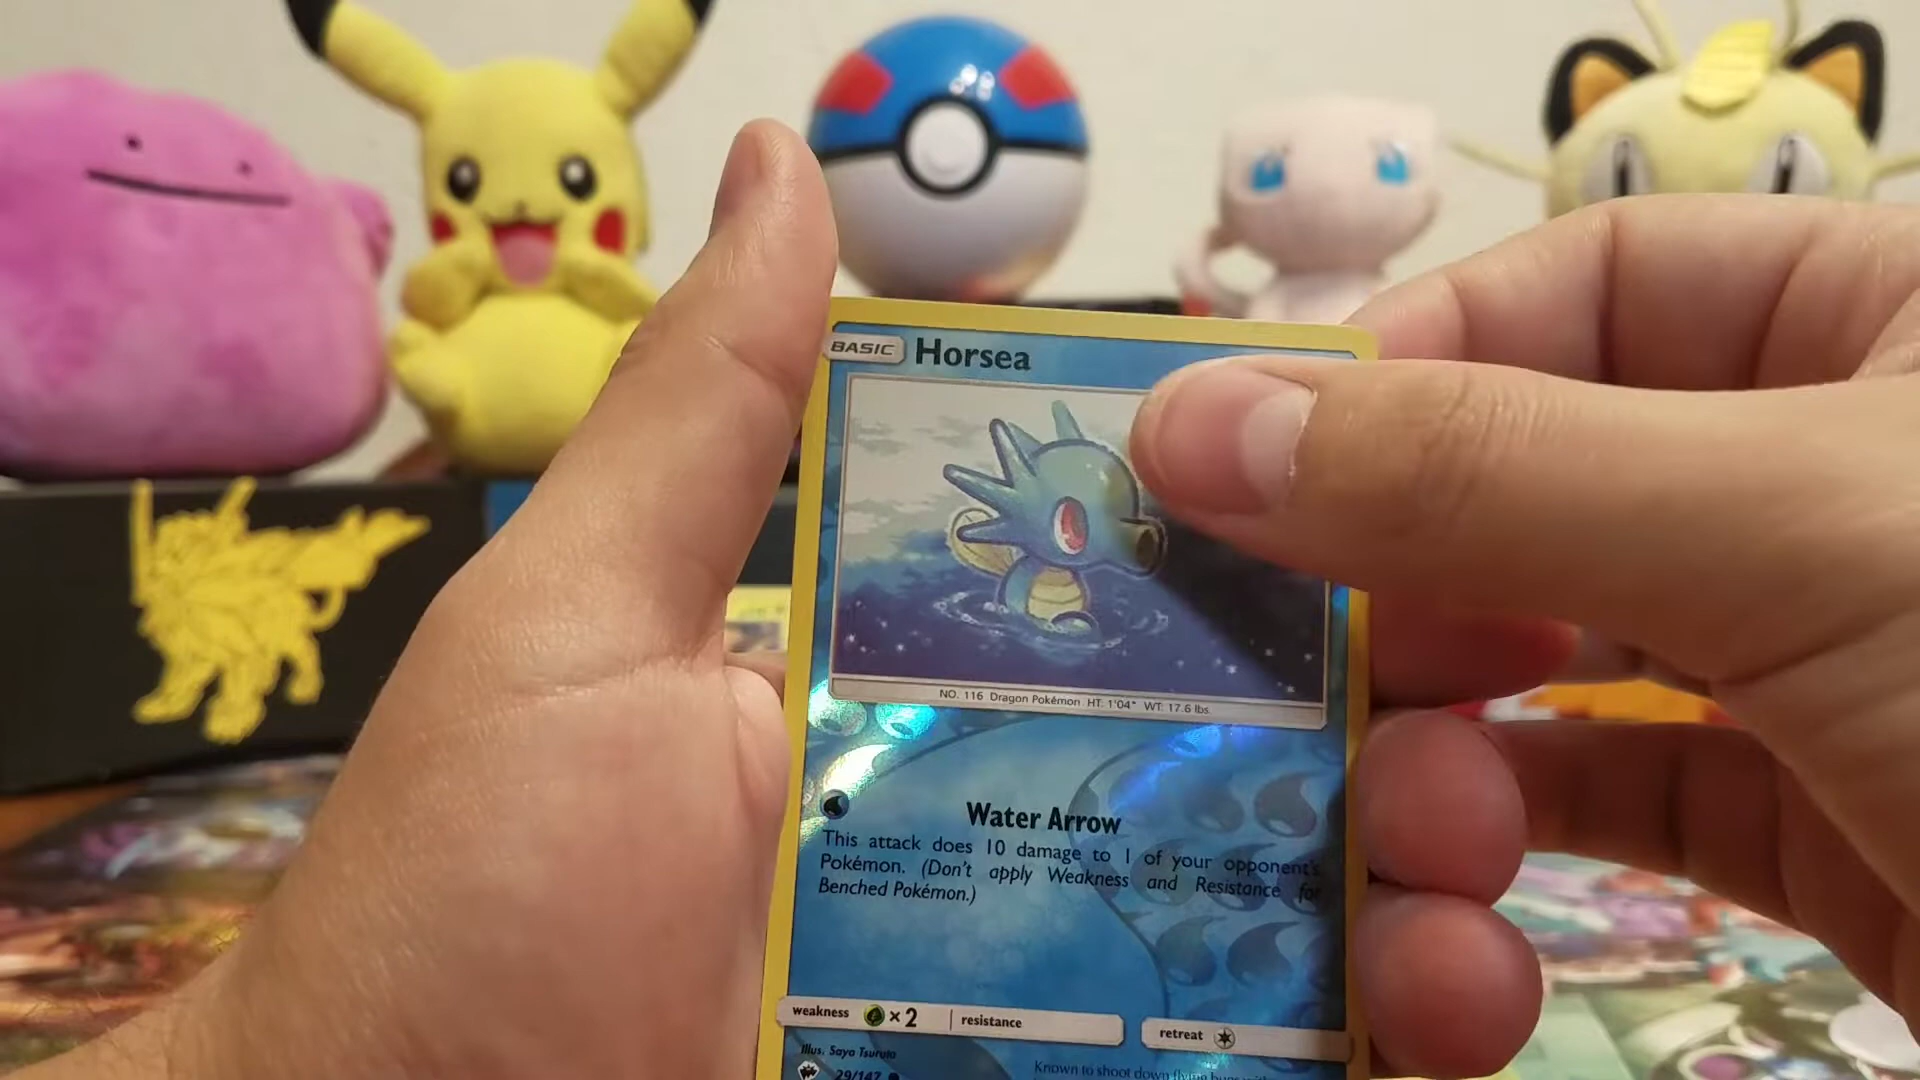 BASIC Horsea
NO. 116 Dragon Pokémon HT: 1'04" WT: 17.6 lbs.
Water Arrow
This attack does 10 damage to 1 of your opponent's
Pokémon. (Don't apply Weakness and Resistance for
Benched Pokémon.)
weakness × 2 resistance retreat
Illus. Saya Tsuruta
29/147
Known to shoot down flying bugs with